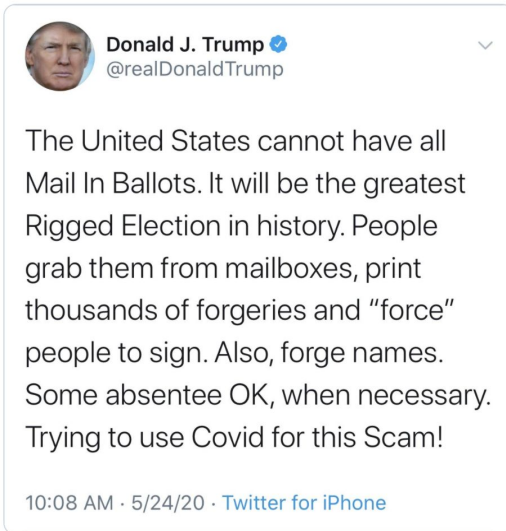 Donald J. Trump
@realDonaldTrump
The United States cannot have all
Mail In Ballots. It will be the greatest
Rigged Election in history. People
grab them from mailboxes, print
thousands of forgeries and “force”
people to sign. Also, forge names.
Some absentee OK, when necessary.
Trying to use Covid for this Scam!
10:08 AM · 5/24/20 · Twitter for iPhone